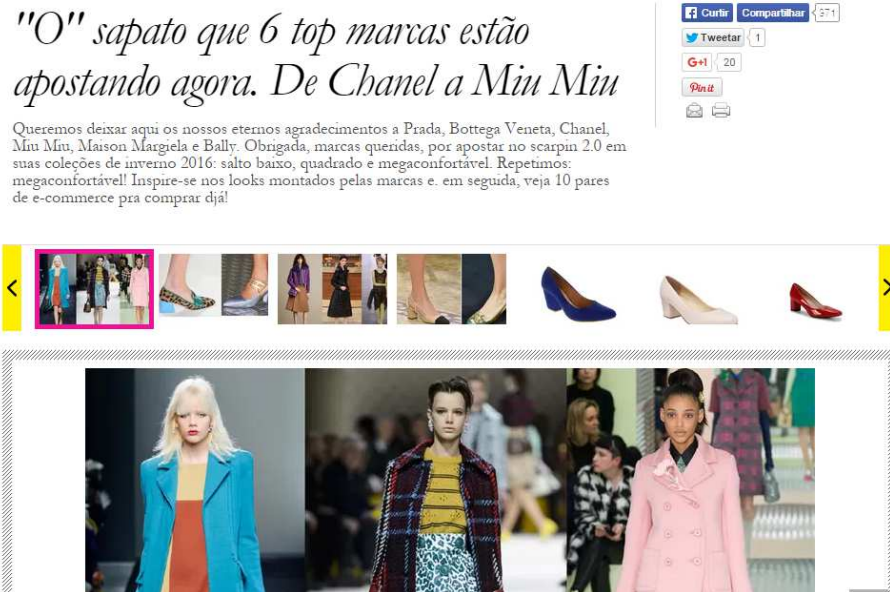 "O" sapato que 6 top marcas estão
apostando agora. De Chanel a Miu Miu
Queremos deixar aqui os nossos eternos agradecimentos a Prada, Bottega Veneta, Chanel,
Miu Miu, Maison Margiela e Bally. Obrigada, marcas queridas, por apostar no scarpin 2.0 em
suas coleções de inverno 2016: salto baixo, quadrado e megaconfortável. Repetimos:
megaconfortável! Inspire-se nos looks montados pelas marcas e. em seguida, veja 10 pares
de e-commerce pra comprar djá!
Curtir Compartilhar 971
Tweetar 1
G+1 20
Pin it